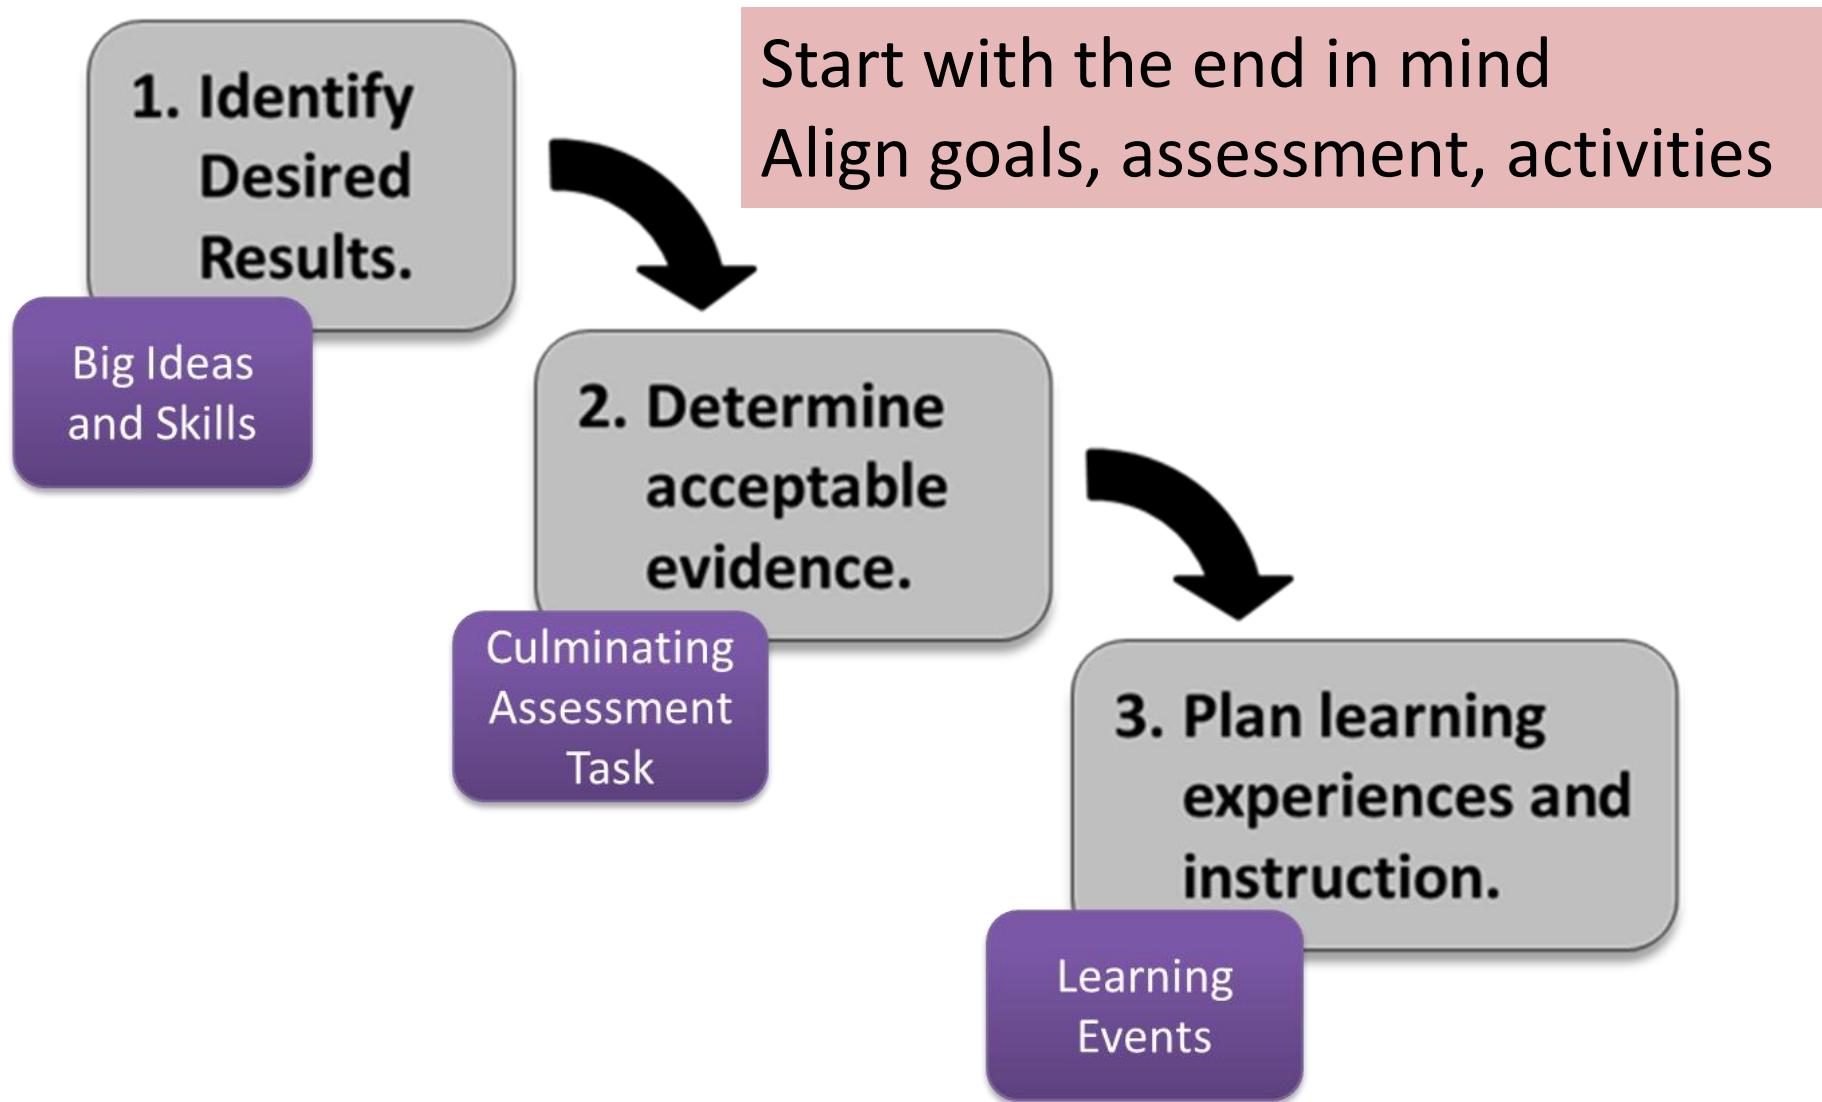 Start with the end in mind
Align goals, assessment, activities
1. Identify
Desired
Results.
Big Ideas
and Skills
2. Determine
acceptable
evidence.
Culminating
Assessment
Task
3. Plan learning
experiences and
instruction.
Learning
Events